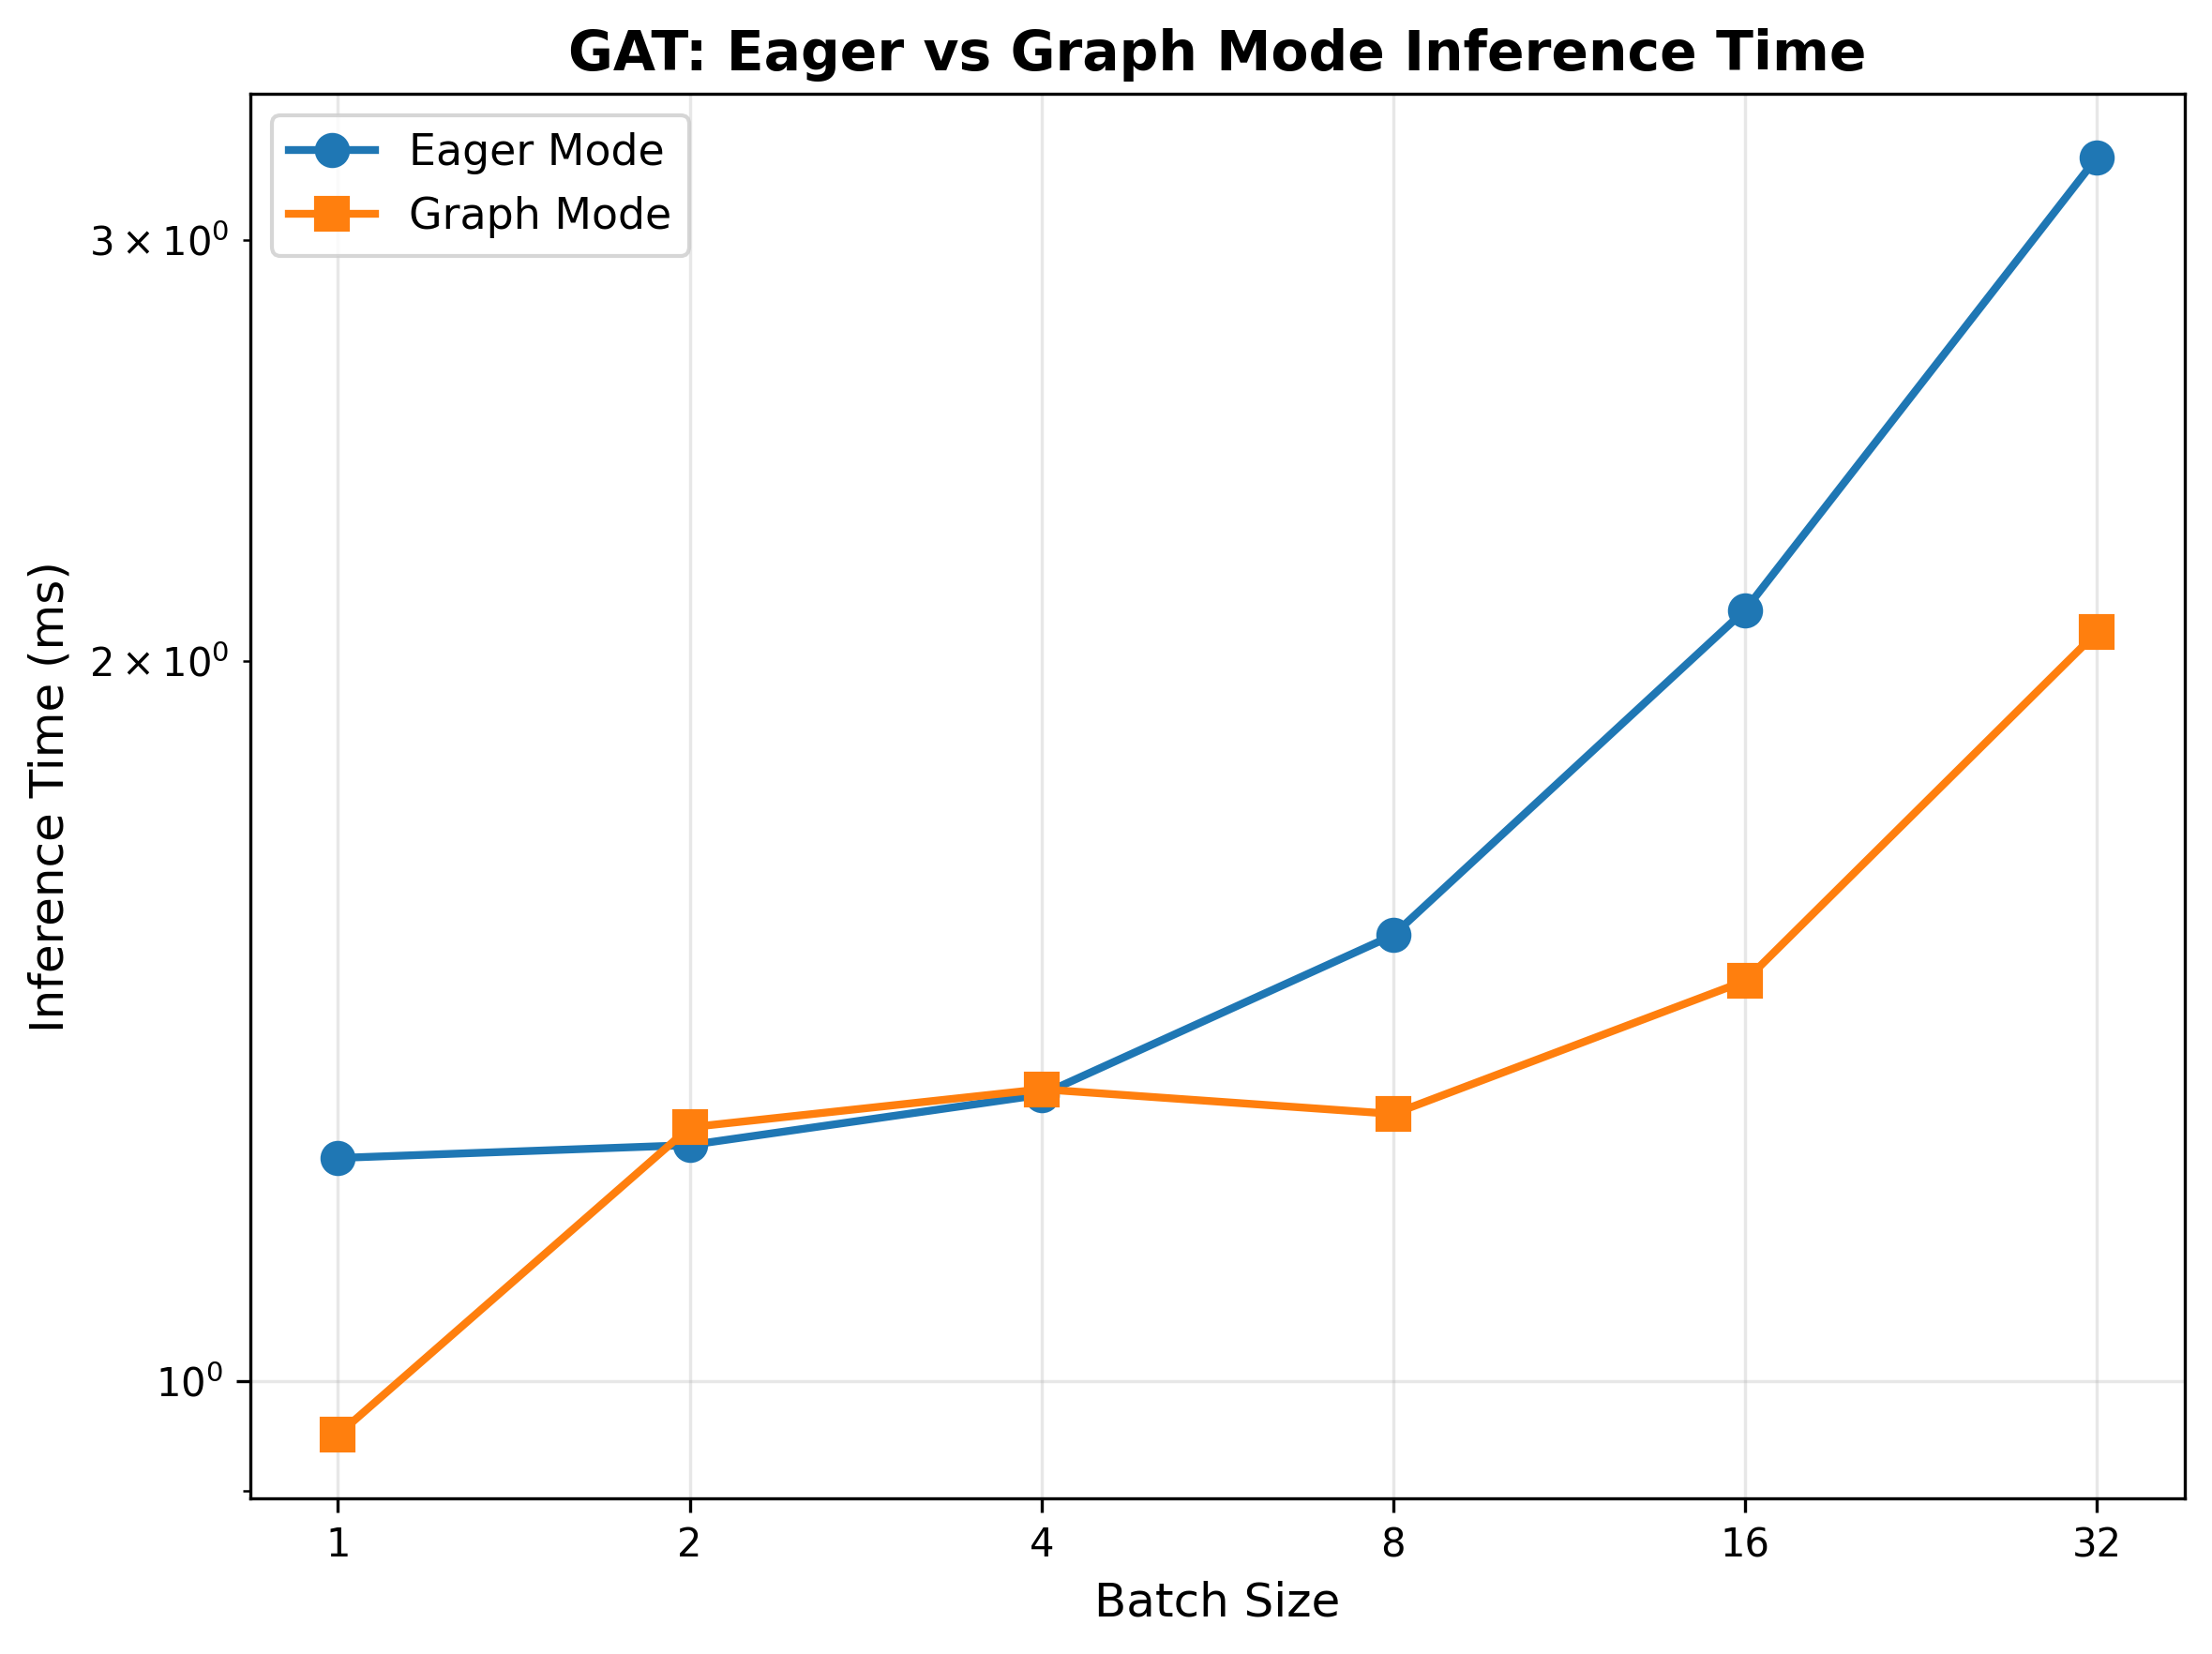 GAT: Eager vs Graph Mode Inference Time
Eager Mode
Graph Mode
Inference Time (ms)
3 × 10⁰
2 × 10⁰
10⁰
1 2 4 8 16 32
Batch Size